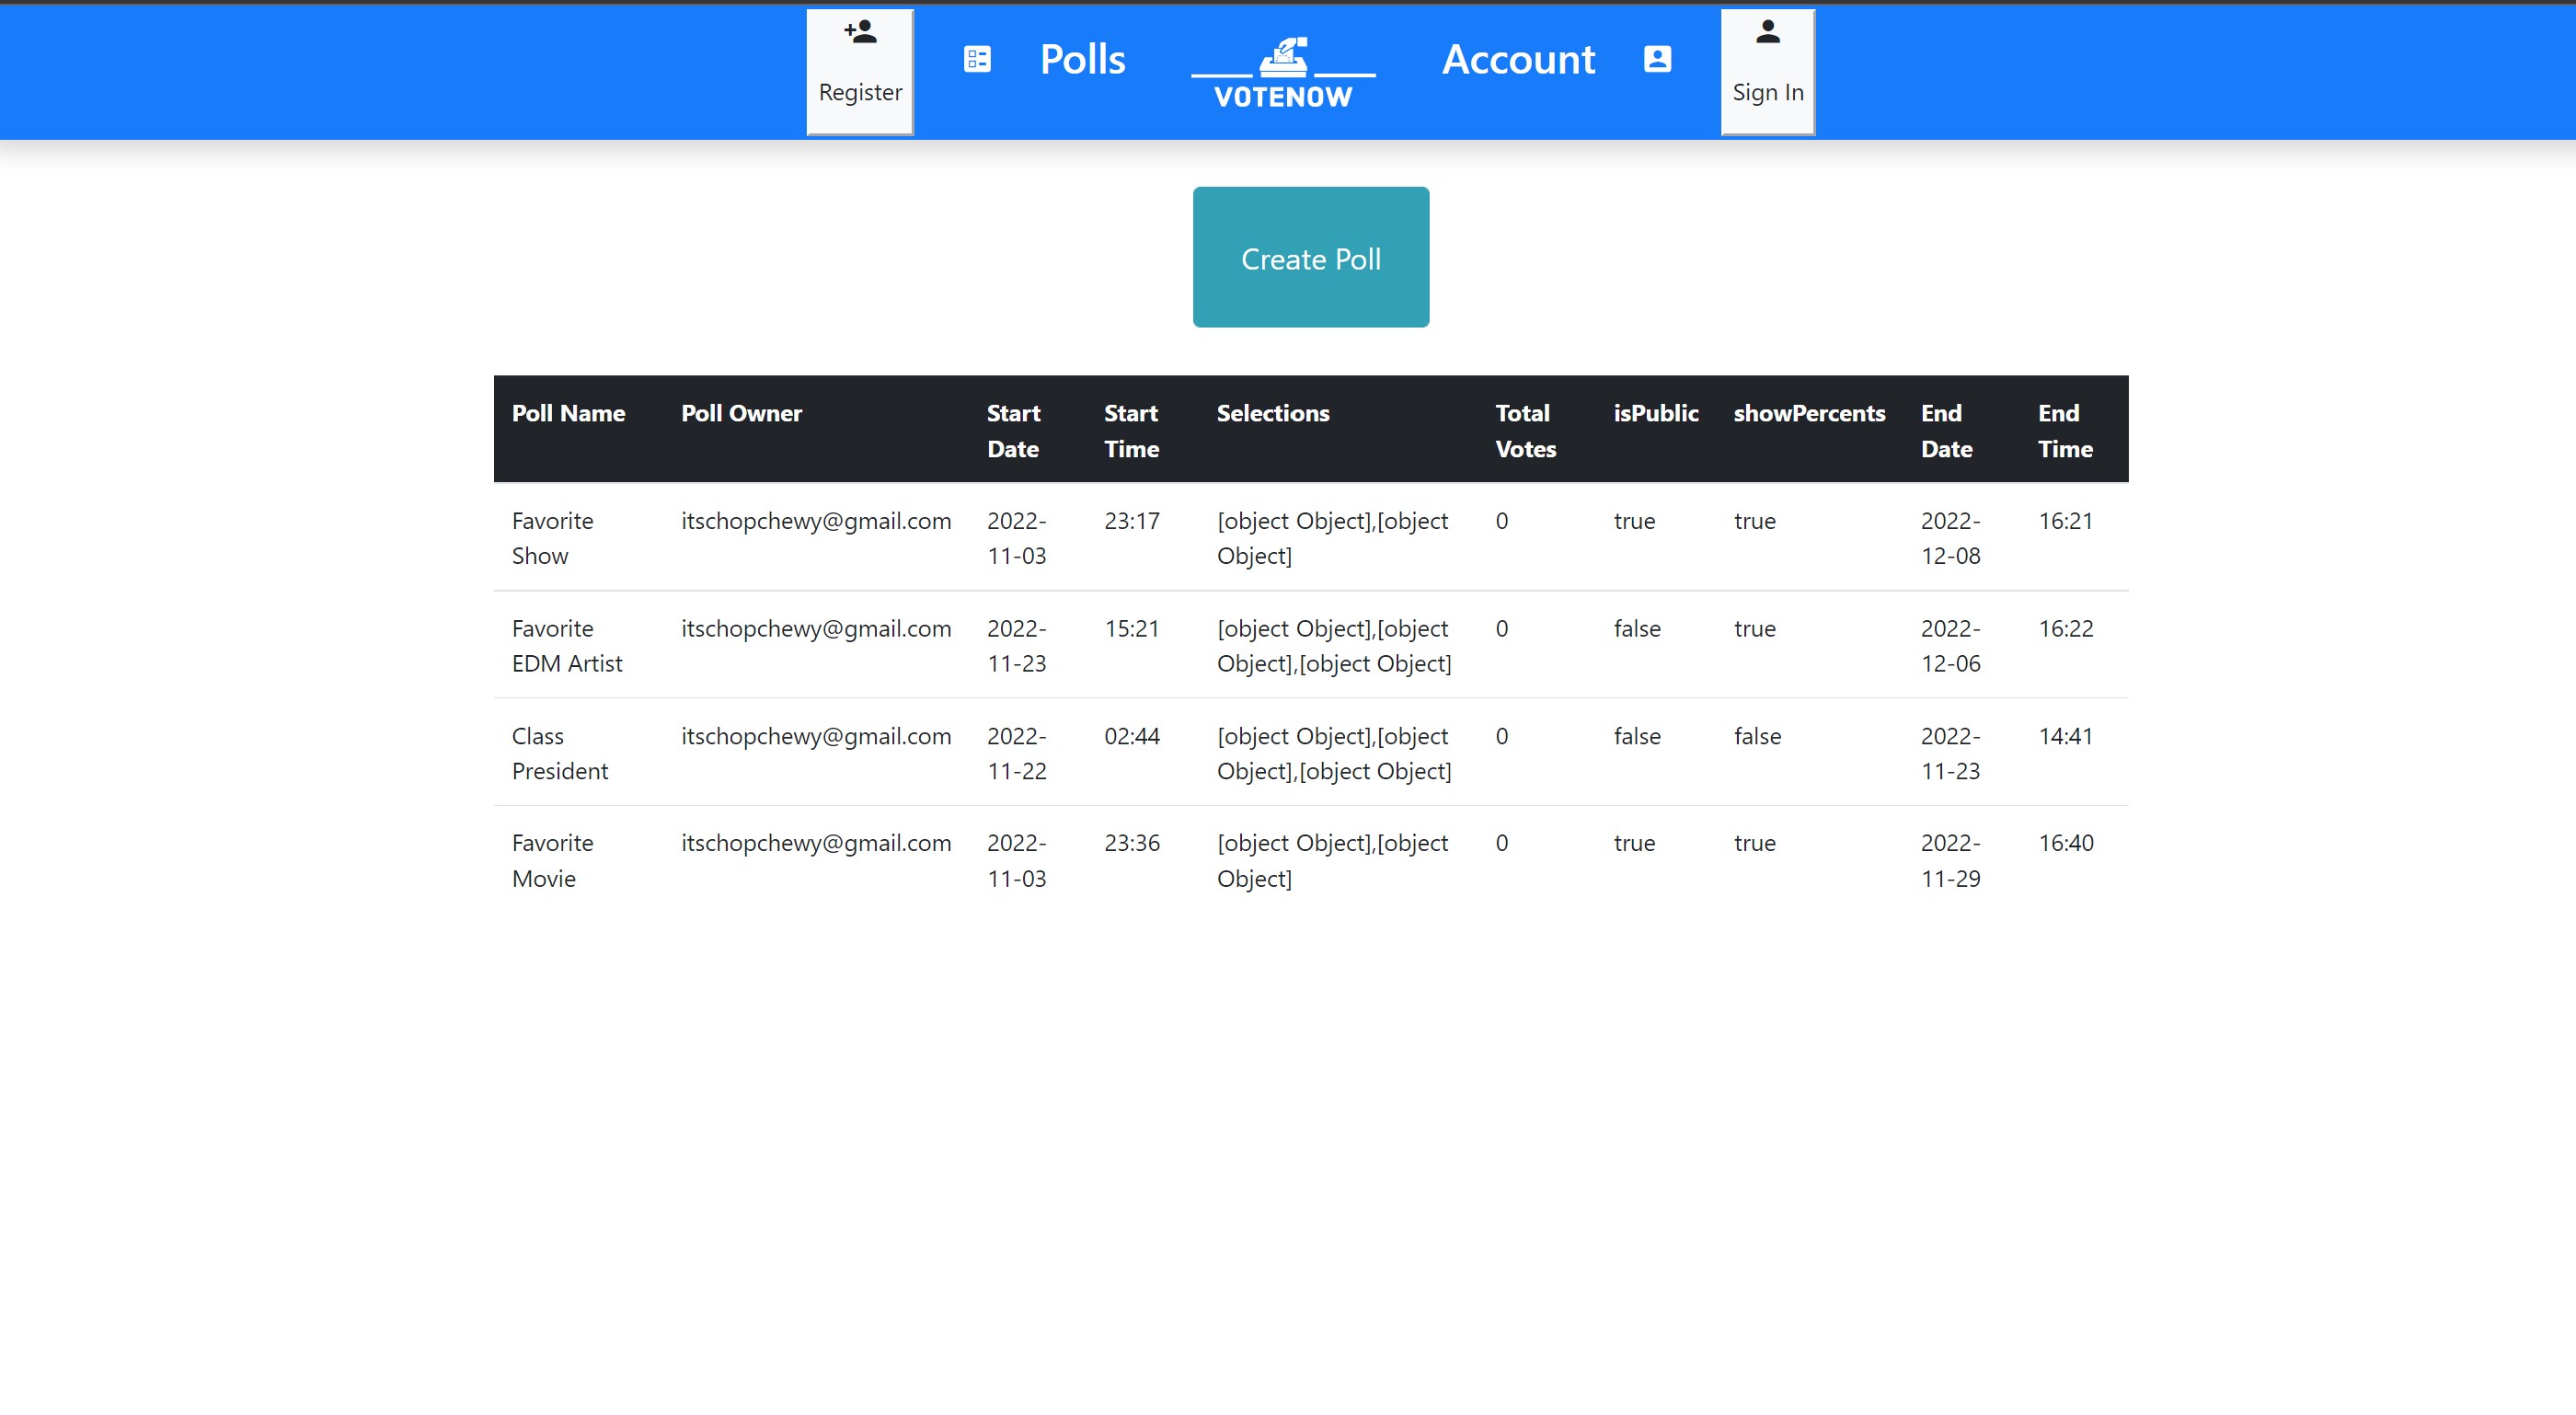 Register
Polls
VOTENOW
Account
Sign In
Create Poll
Poll Name Poll Owner Start Date Start Time Selections Total Votes isPublic showPercents End Date End Time
Favorite Show itschopchewy@gmail.com 2022-11-03 23:17 [object Object],[object Object] 0 true true 2022-12-08 16:21
Favorite EDM Artist itschopchewy@gmail.com 2022-11-23 15:21 [object Object],[object Object],[object Object] 0 false true 2022-12-06 16:22
Class President itschopchewy@gmail.com 2022-11-22 02:44 [object Object],[object Object],[object Object] 0 false false 2022-11-23 14:41
Favorite Movie itschopchewy@gmail.com 2022-11-03 23:36 [object Object],[object Object] 0 true true 2022-11-29 16:40